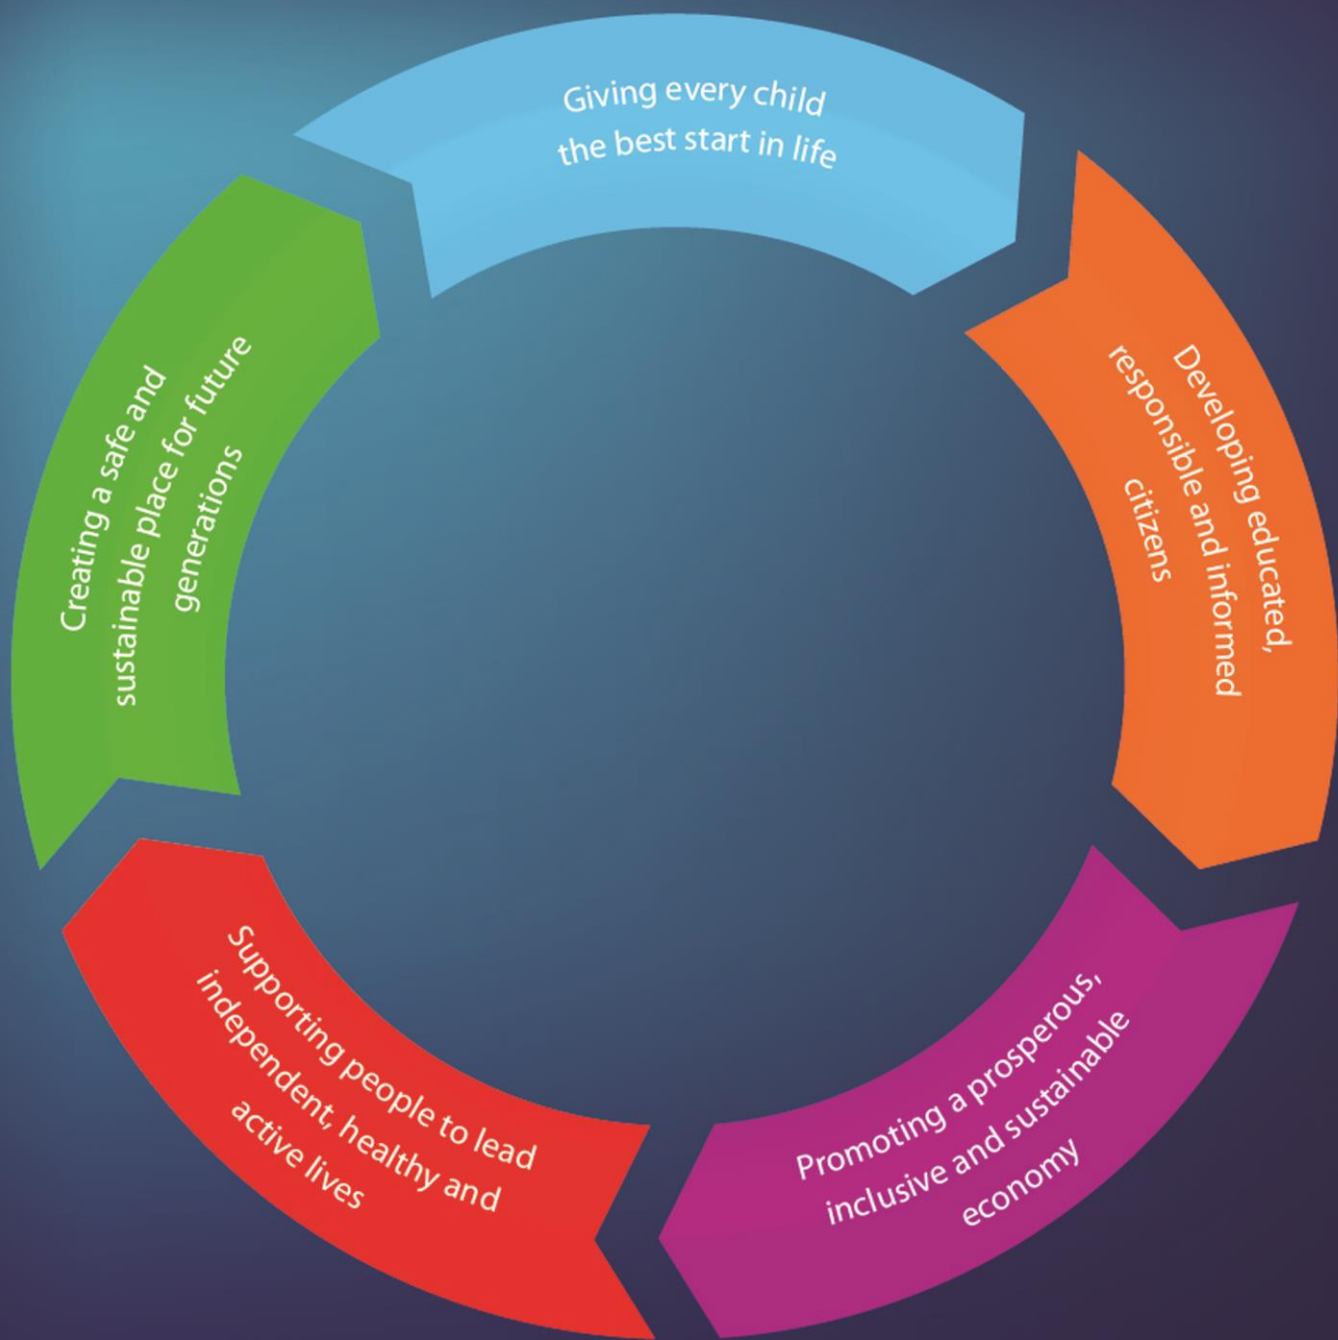 Giving every child
the best start in life
Developing educated,
responsible and informed
citizens
Promoting a prosperous,
inclusive and sustainable
economy
Supporting people to lead
independent, healthy and
active lives
Creating a safe and
sustainable place for future
generations